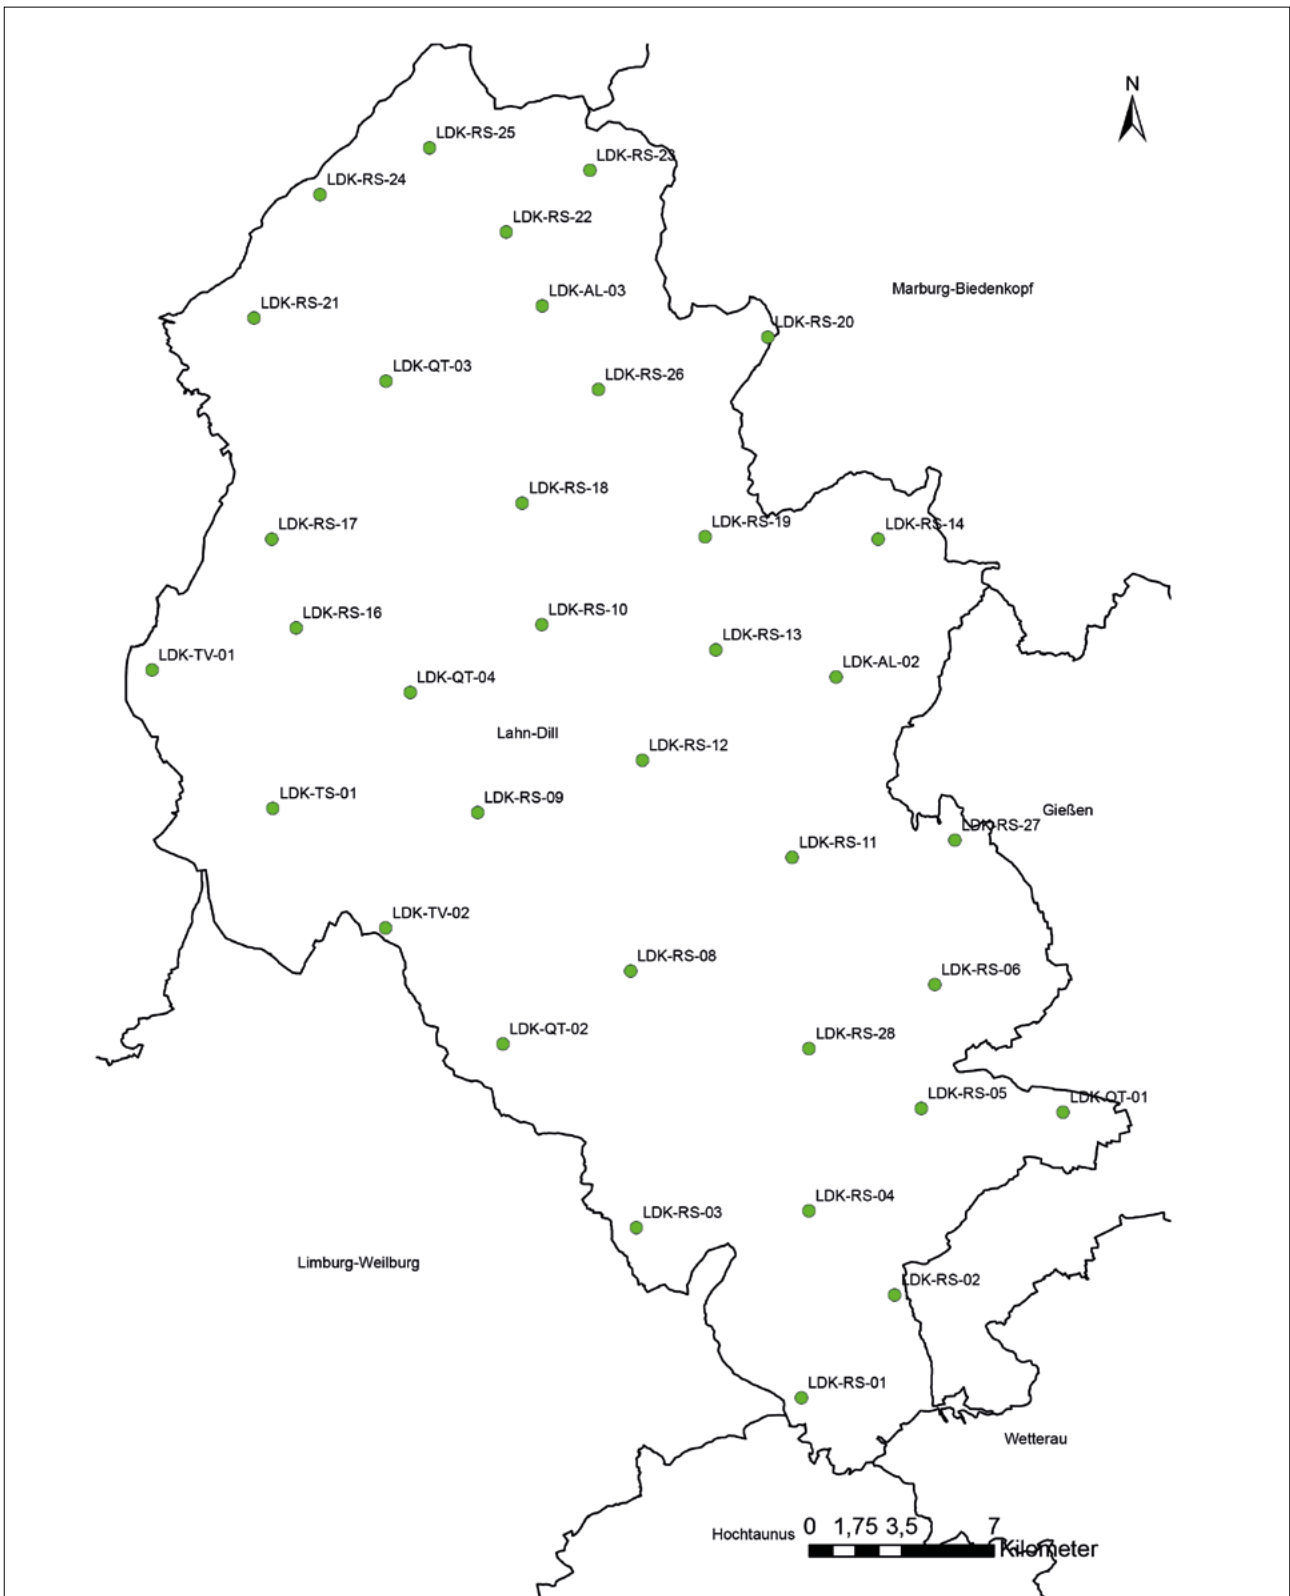 N
LDK-RS-25
LDK-RS-23
LDK-RS-24
LDK-RS-22
Marburg-Biedenkopf
LDK-AL-03
LDK-RS-21
LDK-RS-20
LDK-QT-03
LDK-RS-26
LDK-RS-18
LDK-RS-19
LDK-RS-17
LDK-RS-14
LDK-RS-10
LDK-RS-16
LDK-RS-13
LDK-TV-01
LDK-AL-02
LDK-QT-04
Lahn-Dill
LDK-RS-12
LDK-TS-01
LDK-RS-09
Gießen
LDK-RS-27
LDK-RS-11
LDK-TV-02
LDK-RS-08
LDK-RS-06
LDK-QT-02
LDK-RS-28
LDK-RS-05
LDK-QT-01
LDK-RS-04
LDK-RS-03
Limburg-Weilburg
LDK-RS-02
LDK-RS-01
Wetterau
Hochtaunus
0 1,75 3,5 7
Kilometer